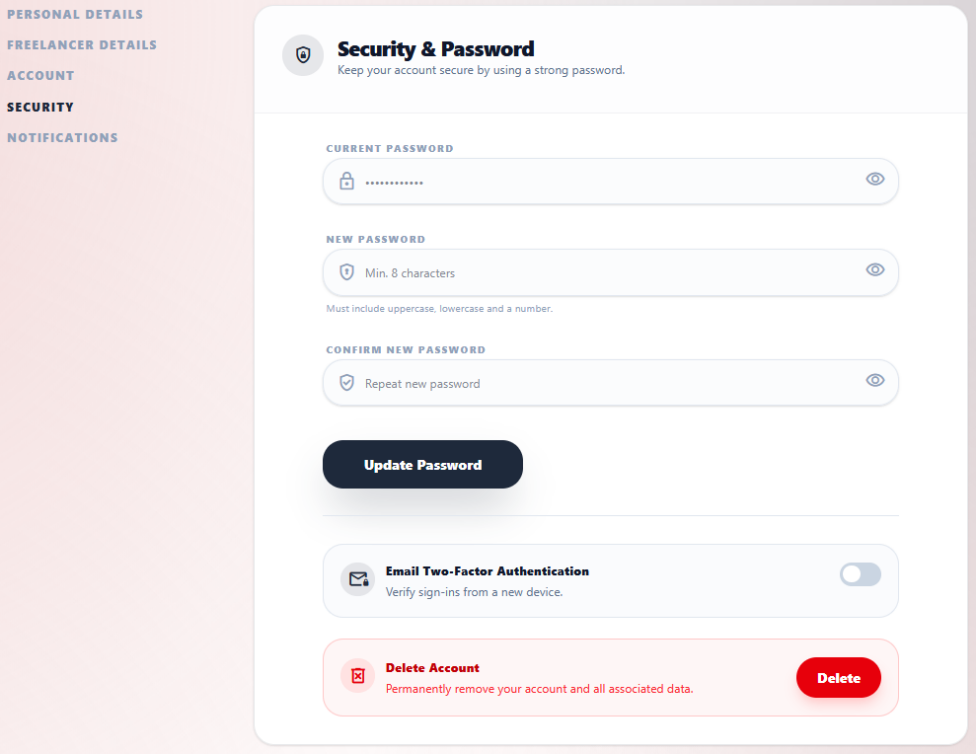 PERSONAL DETAILS
FREELANCER DETAILS
ACCOUNT
SECURITY
NOTIFICATIONS
Security & Password
Keep your account secure by using a strong password.
CURRENT PASSWORD
••••••••••••
NEW PASSWORD
Min. 8 characters
Must include uppercase, lowercase and a number.
CONFIRM NEW PASSWORD
Repeat new password
Update Password
Email Two-Factor Authentication
Verify sign-ins from a new device.
Delete Account
Permanently remove your account and all associated data.
Delete